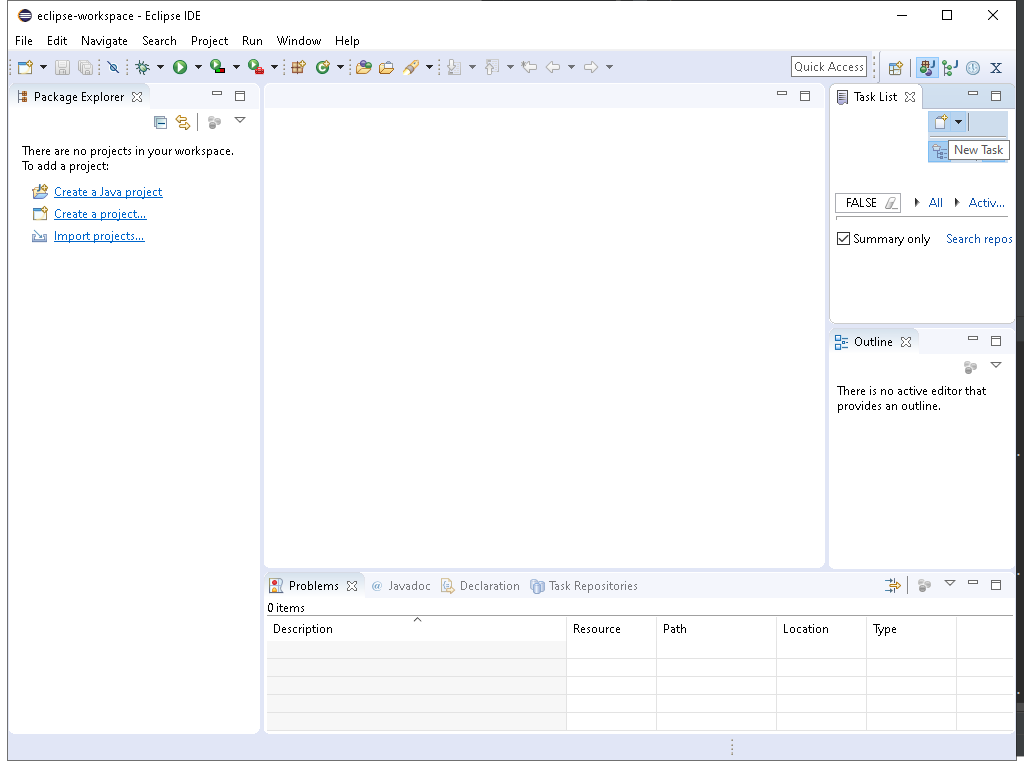 eclipse-workspace - Eclipse IDE
File Edit Navigate Search Project Run Window Help
Quick Access
Package Explorer
There are no projects in your workspace.
To add a project:
Create a Java project
Create a project...
Import projects...
Task List
New Task
FALSE All Activ...
Summary only Search repos
Outline
There is no active editor that
provides an outline.
Problems @ Javadoc Declaration Task Repositories
0 items
Description Resource Path Location Type